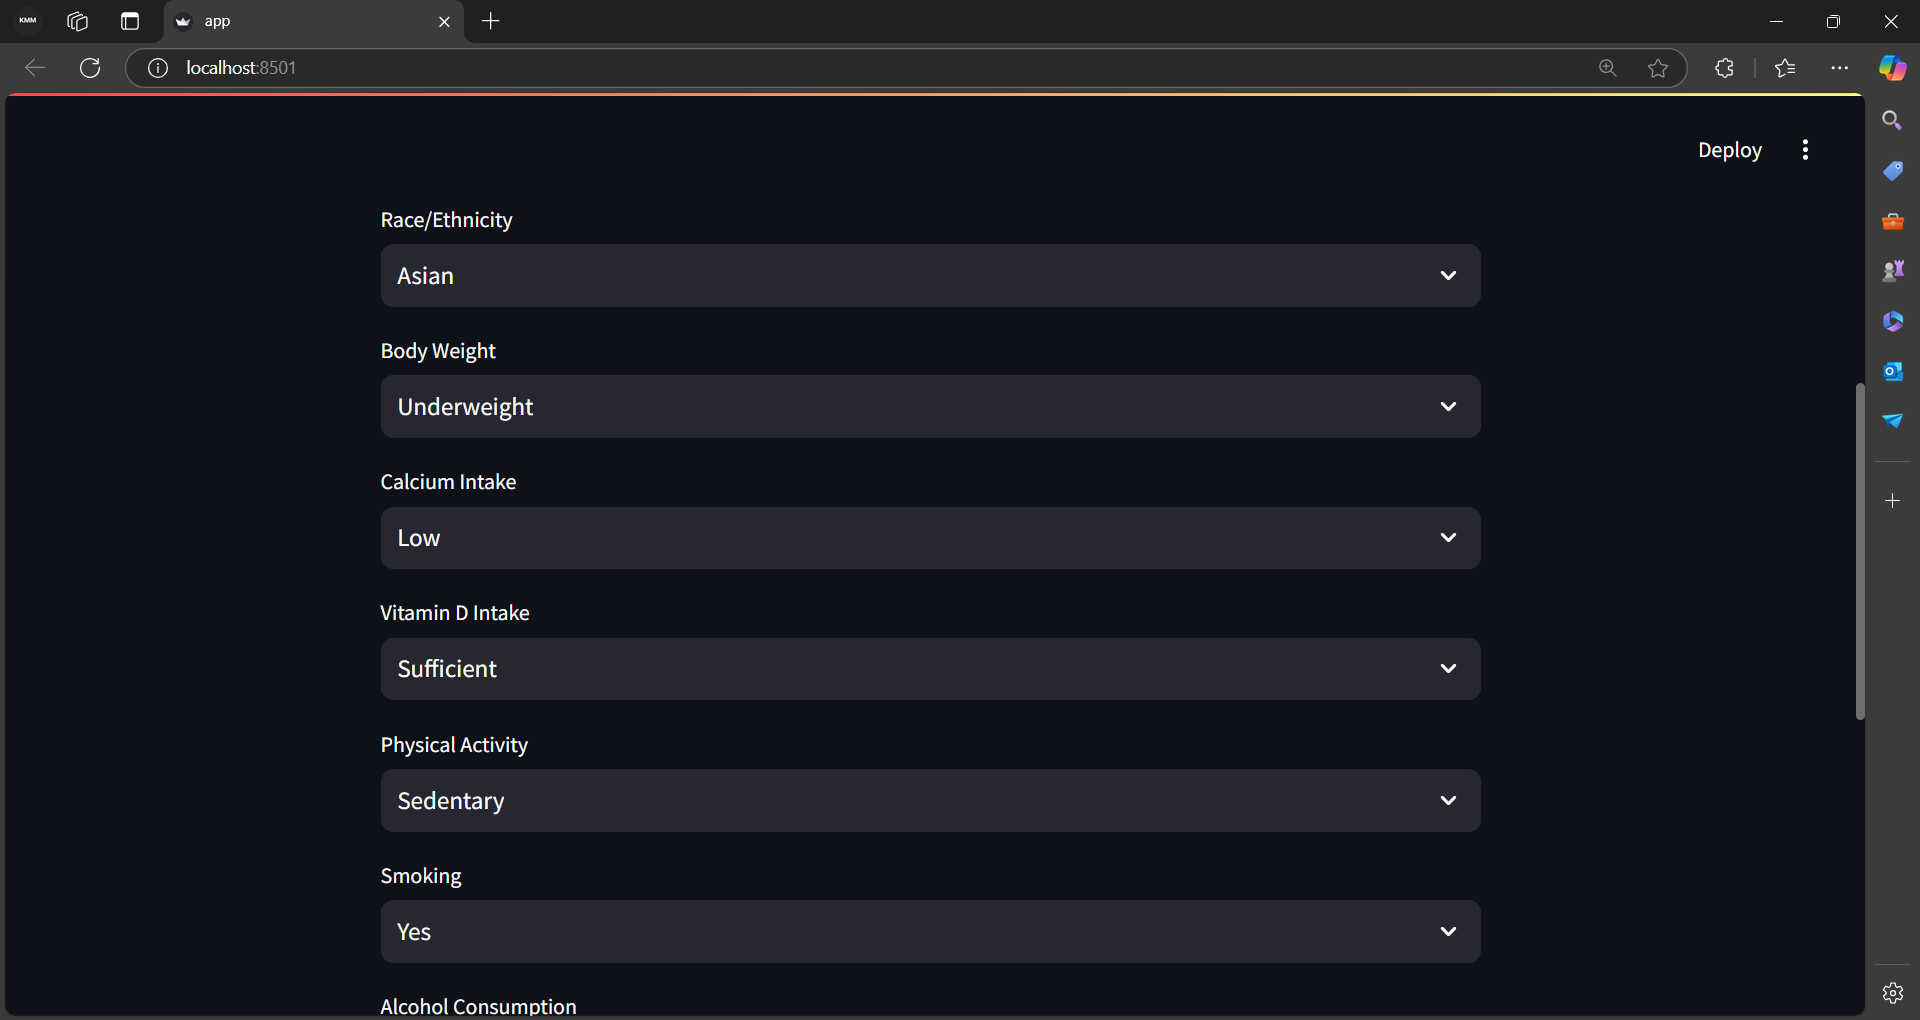 KMM
app
localhost:8501
Deploy
Race/Ethnicity
Asian
Body Weight
Underweight
Calcium Intake
Low
Vitamin D Intake
Sufficient
Physical Activity
Sedentary
Smoking
Yes
Alcohol Consumption